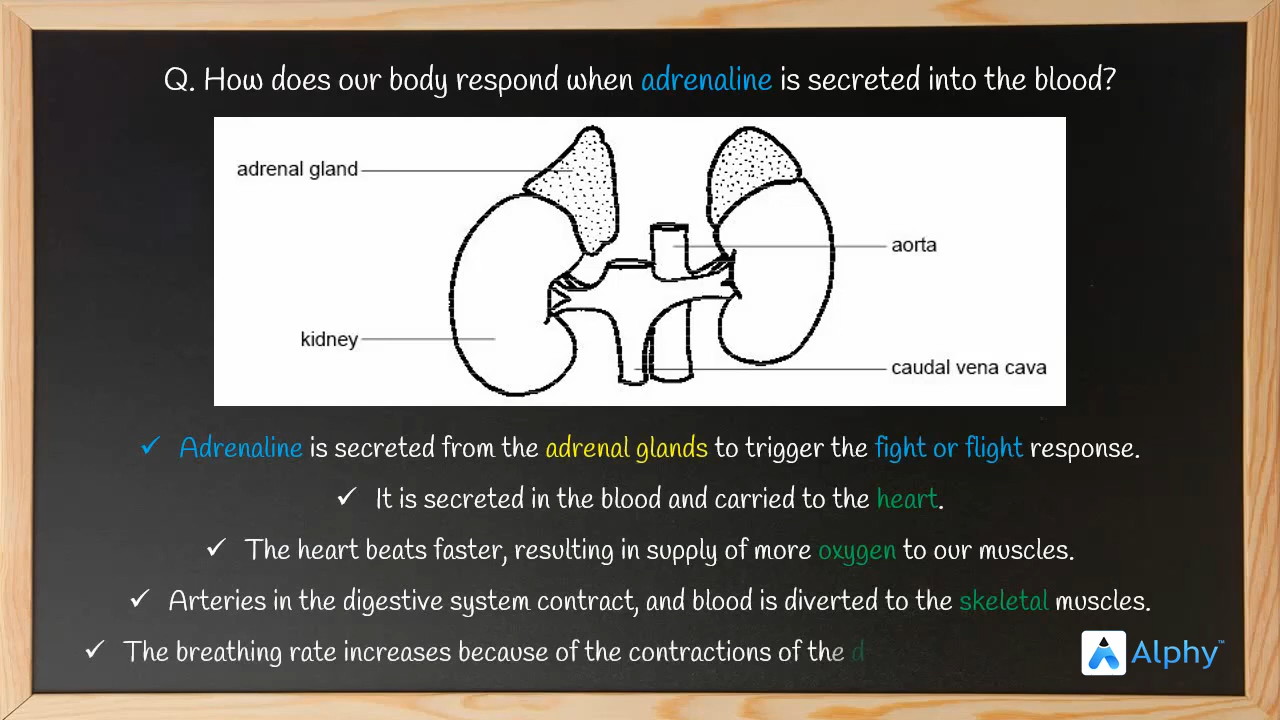 Q. How does our body respond when adrenaline is secreted into the blood?
adrenal gland
aorta
kidney
caudal vena cava
✓ Adrenaline is secreted from the adrenal glands to trigger the fight or flight response.
✓ It is secreted in the blood and carried to the heart.
✓ The heart beats faster, resulting in supply of more oxygen to our muscles.
✓ Arteries in the digestive system contract, and blood is diverted to the skeletal muscles.
✓ The breathing rate increases because of the contractions of the d
Alphy™